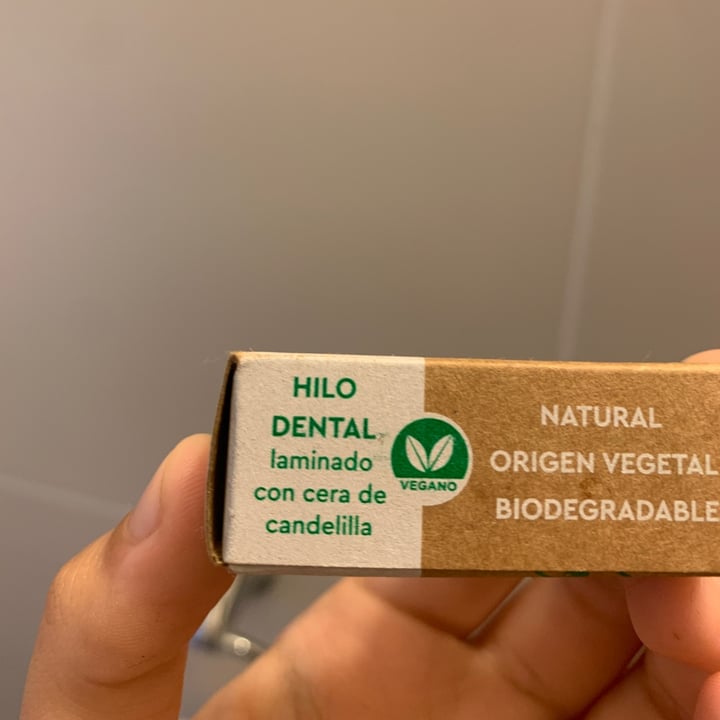 HILO
DENTAL
laminado
con cera de
candelilla
VEGANO
NATURAL
ORIGEN VEGETAL
BIODEGRADABLE